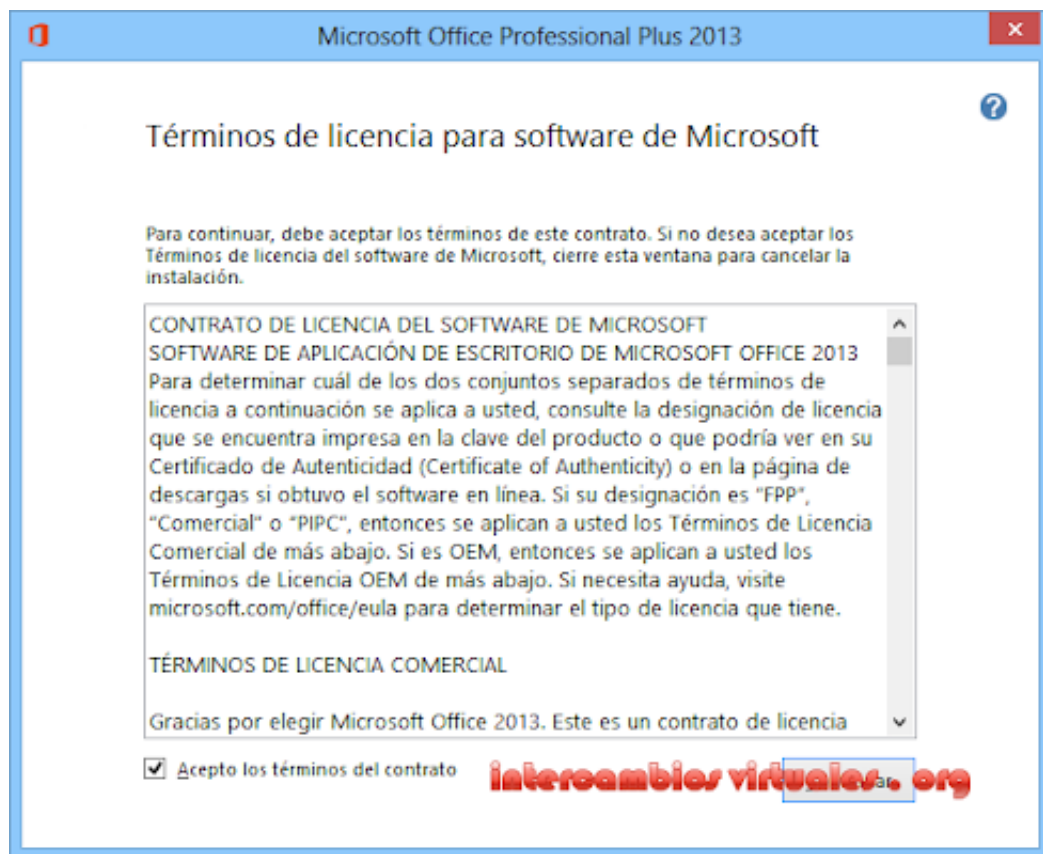 Microsoft Office Professional Plus 2013
Términos de licencia para software de Microsoft
Para continuar, debe aceptar los términos de este contrato. Si no desea aceptar los
Términos de licencia del software de Microsoft, cierre esta ventana para cancelar la
instalación.
CONTRATO DE LICENCIA DEL SOFTWARE DE MICROSOFT
SOFTWARE DE APLICACIÓN DE ESCRITORIO DE MICROSOFT OFFICE 2013
Para determinar cuál de los dos conjuntos separados de términos de
licencia a continuación se aplica a usted, consulte la designación de licencia
que se encuentra impresa en la clave del producto o que podría ver en su
Certificado de Autenticidad (Certificate of Authenticity) o en la página de
descargas si obtuvo el software en línea. Si su designación es "FPP",
"Comercial" o "PIPC", entonces se aplican a usted los Términos de Licencia
Comercial de más abajo. Si es OEM, entonces se aplican a usted los
Términos de Licencia OEM de más abajo. Si necesita ayuda, visite
microsoft.com/office/eula para determinar el tipo de licencia que tiene.
TÉRMINOS DE LICENCIA COMERCIAL
Gracias por elegir Microsoft Office 2013. Este es un contrato de licencia
Acepto los términos del contrato
intercambios virtuales. org